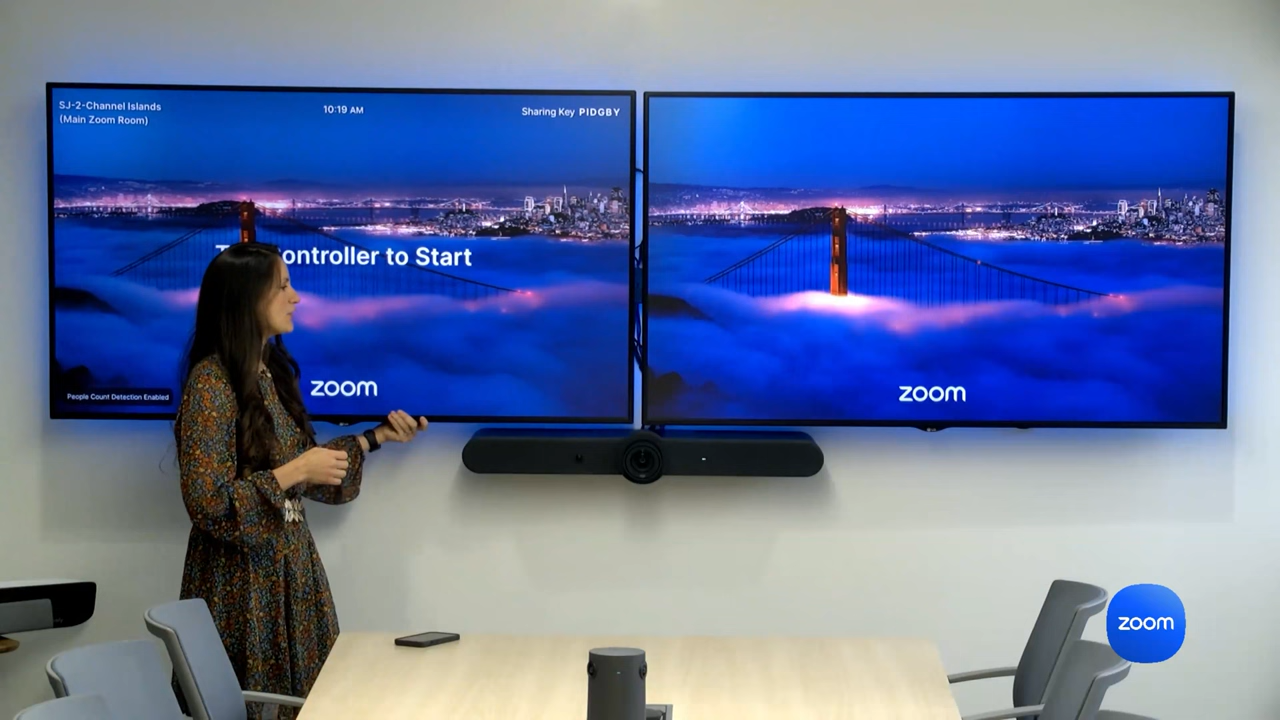 SJ-2-Channel Islands
(Main Zoom Room)
10:19 AM
Sharing Key PIDGBY
ontroller to Start
People Count Detection Enabled
zoom
zoom
zoom